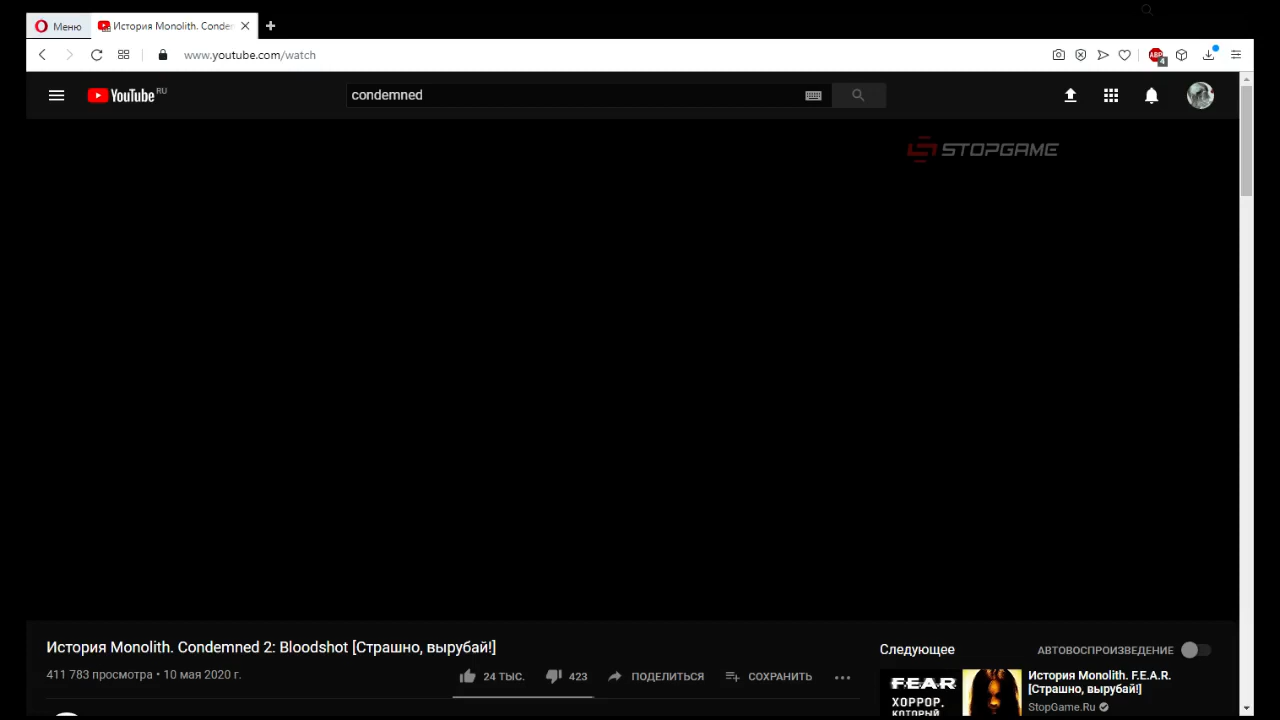 Меню
История Monolith. Conde
www.youtube.com/watch
4
YouTube RU
condemned
STOPGAME
История Monolith. Condemned 2: Bloodshot [Страшно, вырубай!]
411 783 просмотра • 10 мая 2020 г.
24 ТЫС.
423
ПОДЕЛИТЬСЯ
СОХРАНИТЬ
Следующее
АВТОВОСПРОИЗВЕДЕНИЕ
FEAR
ХОРРОР,
КОТОРЫЙ
История Monolith. F.E.A.R.
[Страшно, вырубай!]
StopGame.Ru